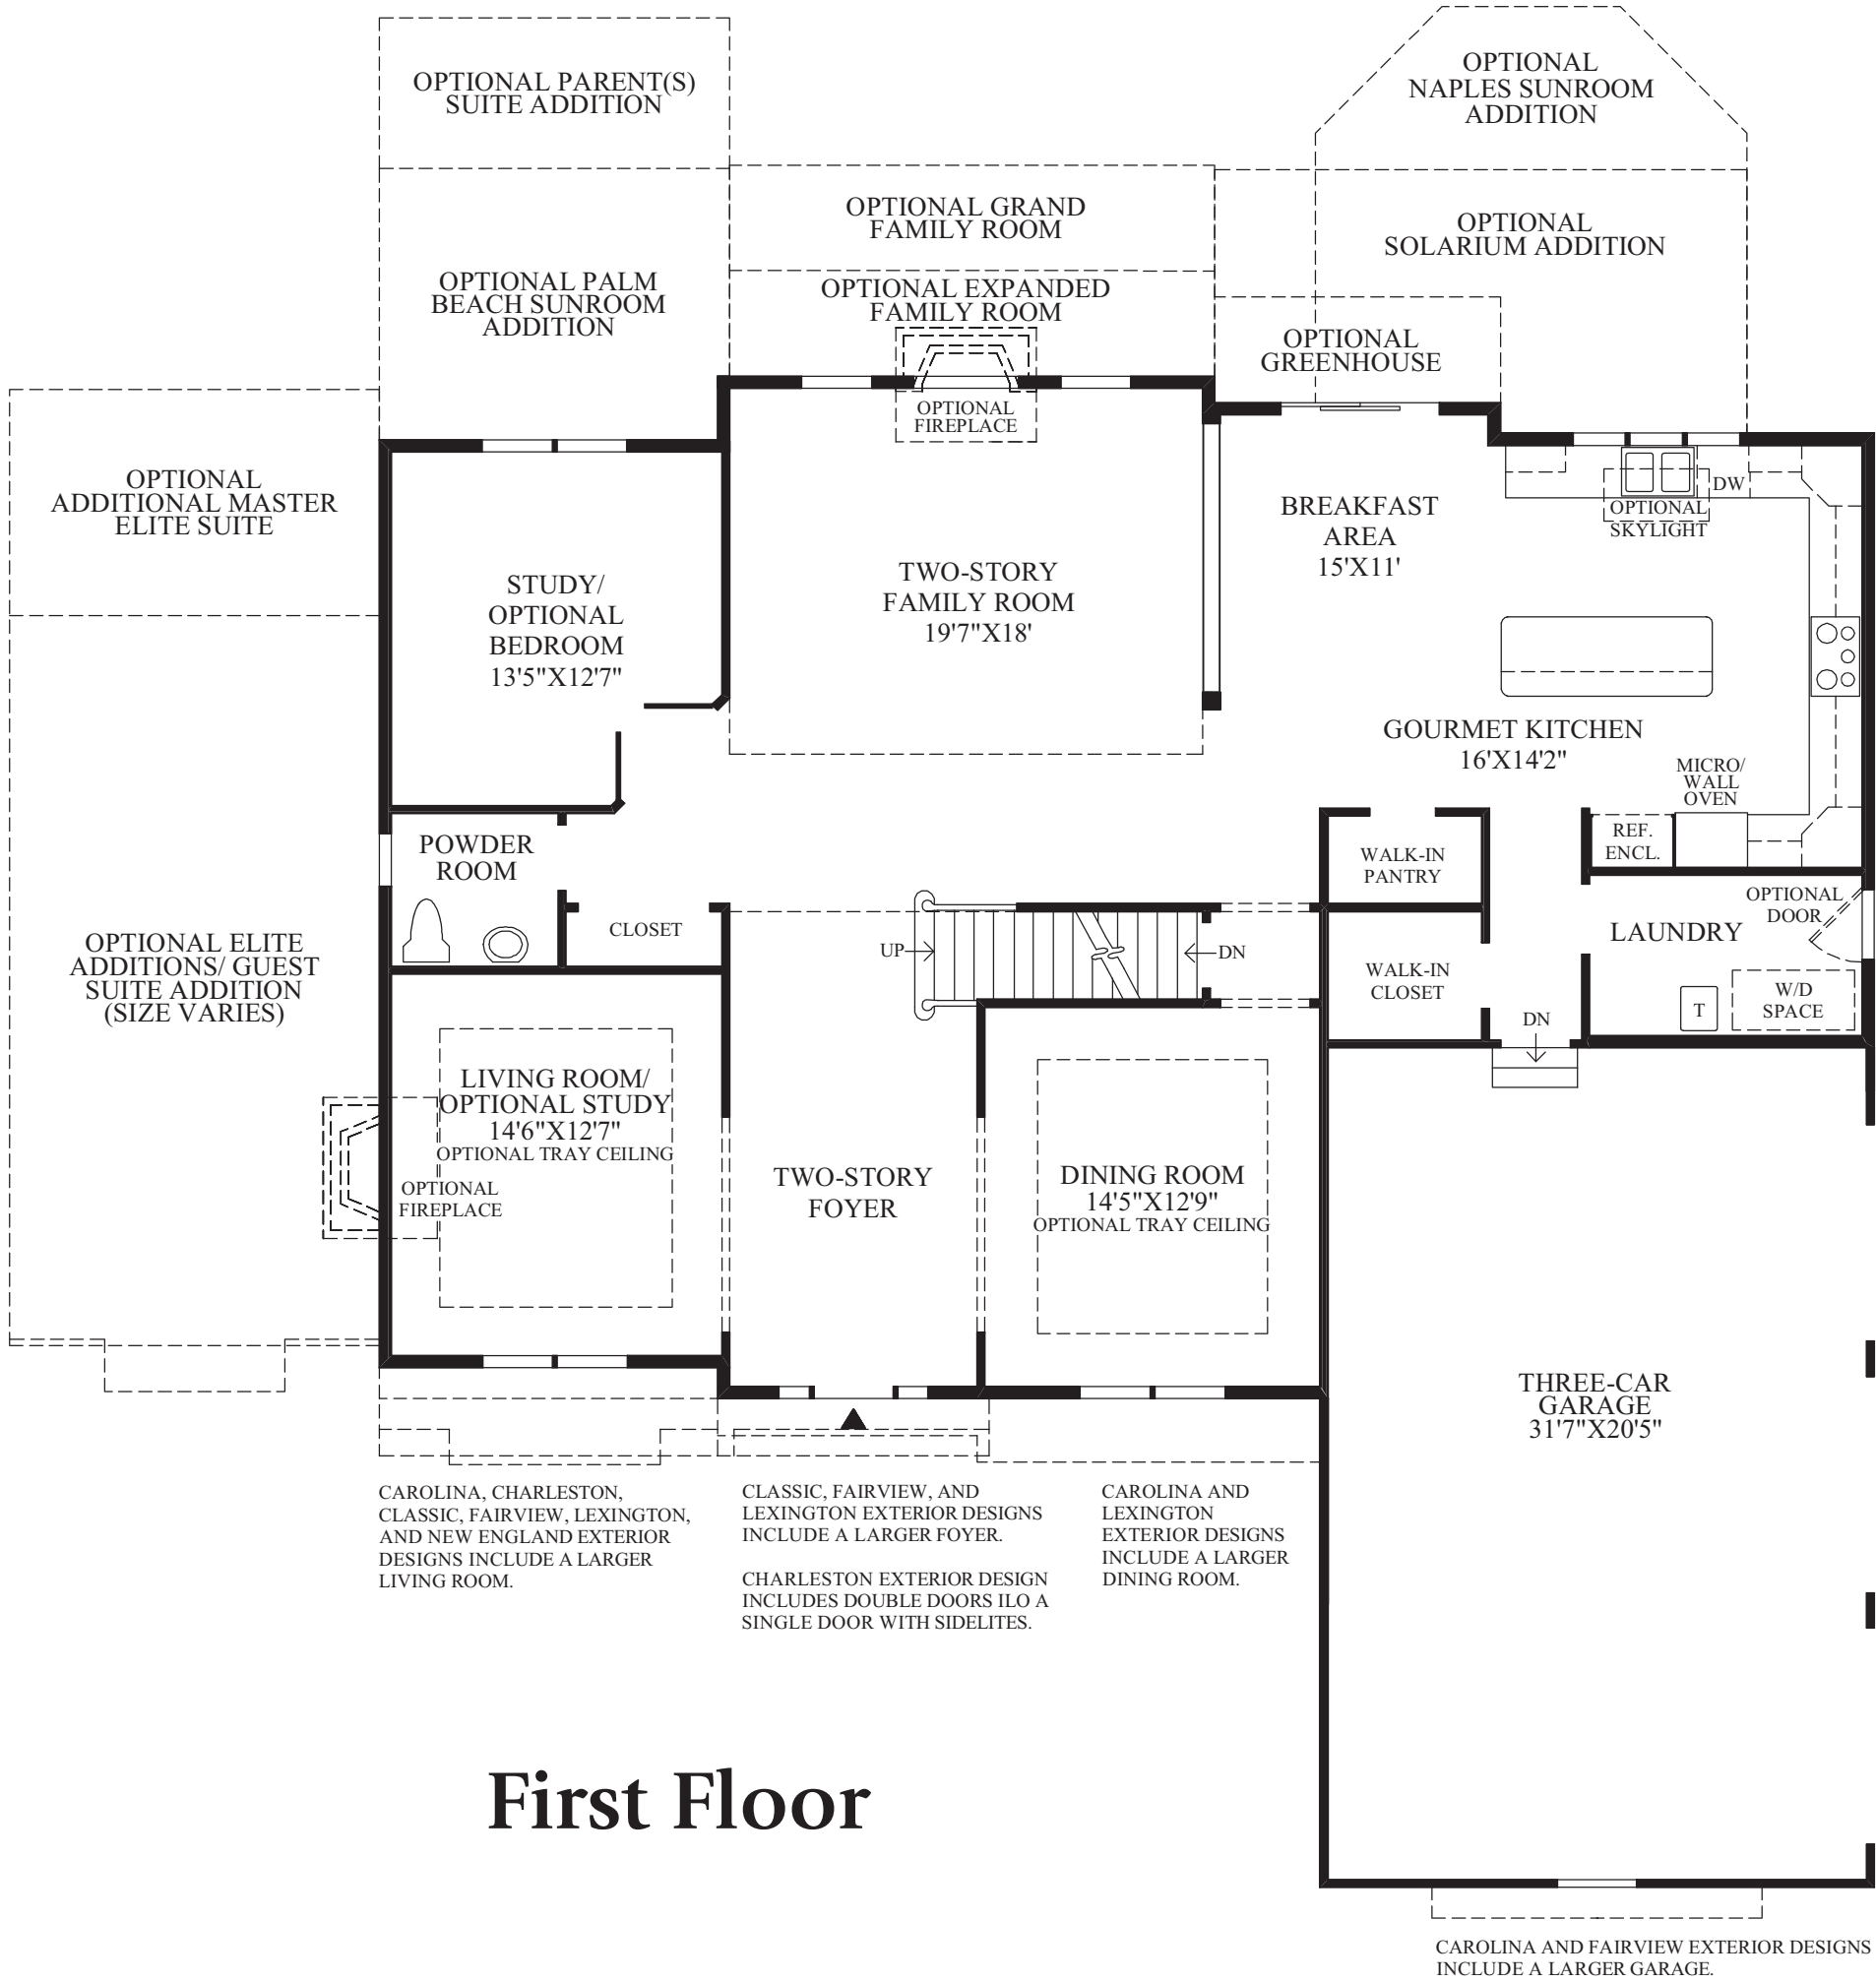 OPTIONAL PARENT(S)
SUITE ADDITION
OPTIONAL
NAPLES SUNROOM
ADDITION
OPTIONAL GRAND
FAMILY ROOM
OPTIONAL
SOLARIUM ADDITION
OPTIONAL PALM
BEACH SUNROOM
ADDITION
OPTIONAL EXPANDED
FAMILY ROOM
OPTIONAL
GREENHOUSE
OPTIONAL
FIREPLACE
OPTIONAL
ADDITIONAL MASTER
ELITE SUITE
STUDY/
OPTIONAL
BEDROOM
13'5"X12'7"
TWO-STORY
FAMILY ROOM
19'7"X18'
BREAKFAST
AREA
15'X11'
DW
OPTIONAL
SKYLIGHT
GOURMET KITCHEN
16'X14'2"
MICRO/
WALL
OVEN
REF.
ENCL.
POWDER
ROOM
CLOSET
WALK-IN
PANTRY
OPTIONAL
DOOR
LAUNDRY
UP
DN
WALK-IN
CLOSET
W/D
SPACE
T
DN
OPTIONAL ELITE
ADDITIONS/ GUEST
SUITE ADDITION
(SIZE VARIES)
LIVING ROOM/
OPTIONAL STUDY
14'6"X12'7"
OPTIONAL TRAY CEILING
OPTIONAL
FIREPLACE
TWO-STORY
FOYER
DINING ROOM
14'5"X12'9"
OPTIONAL TRAY CEILING
THREE-CAR
GARAGE
31'7"X20'5"
CAROLINA, CHARLESTON,
CLASSIC, FAIRVIEW, LEXINGTON,
AND NEW ENGLAND EXTERIOR
DESIGNS INCLUDE A LARGER
LIVING ROOM.
CLASSIC, FAIRVIEW, AND
LEXINGTON EXTERIOR DESIGNS
INCLUDE A LARGER FOYER.
CHARLESTON EXTERIOR DESIGN
INCLUDES DOUBLE DOORS ILO A
SINGLE DOOR WITH SIDELITES.
CAROLINA AND
LEXINGTON
EXTERIOR DESIGNS
INCLUDE A LARGER
DINING ROOM.
First Floor
CAROLINA AND FAIRVIEW EXTERIOR DESIGNS
INCLUDE A LARGER GARAGE.